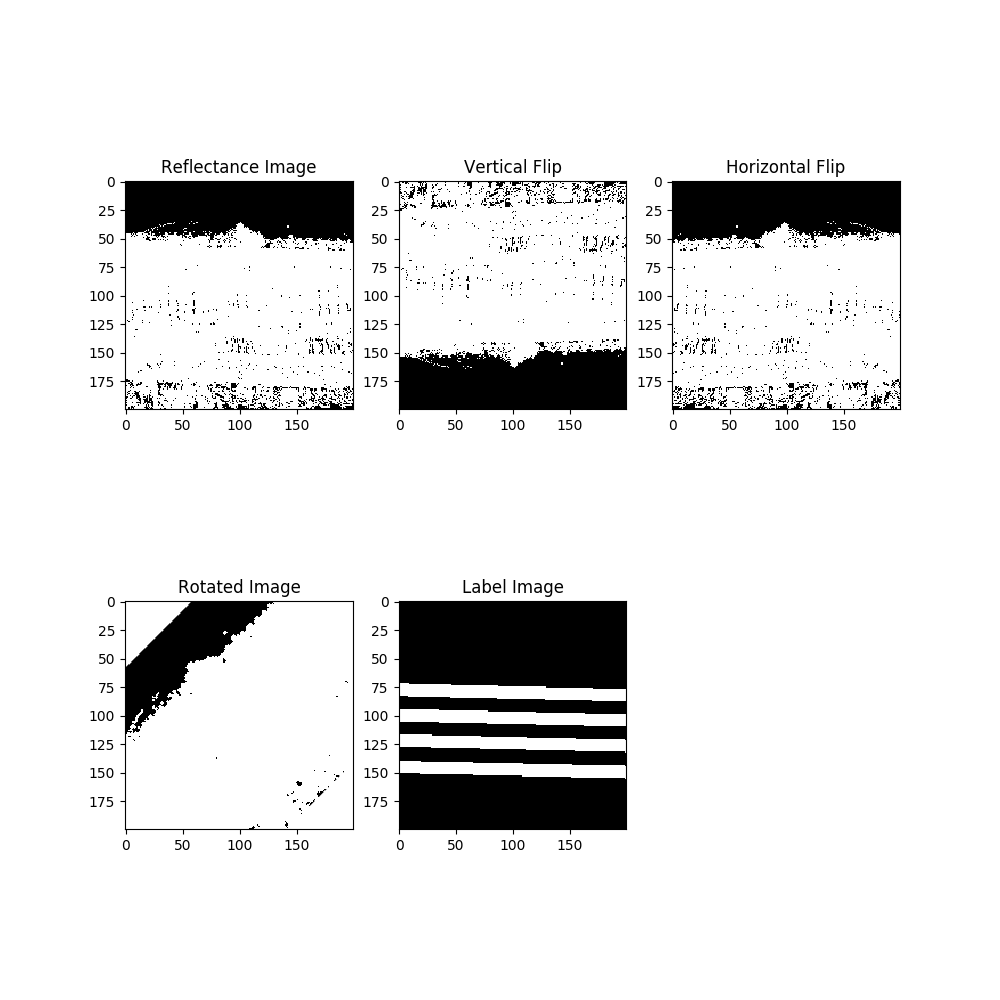 Reflectance Image Vertical Flip Horizontal Flip
0 0 0
25 25 25
50 50 50
75 75 75
100 100 100
125 125 125
150 150 150
175 175 175
0 50 100 150 0 50 100 150 0 50 100 150
Rotated Image Label Image
0 0
25 25
50 50
75 75
100 100
125 125
150 150
175 175
0 50 100 150 0 50 100 150